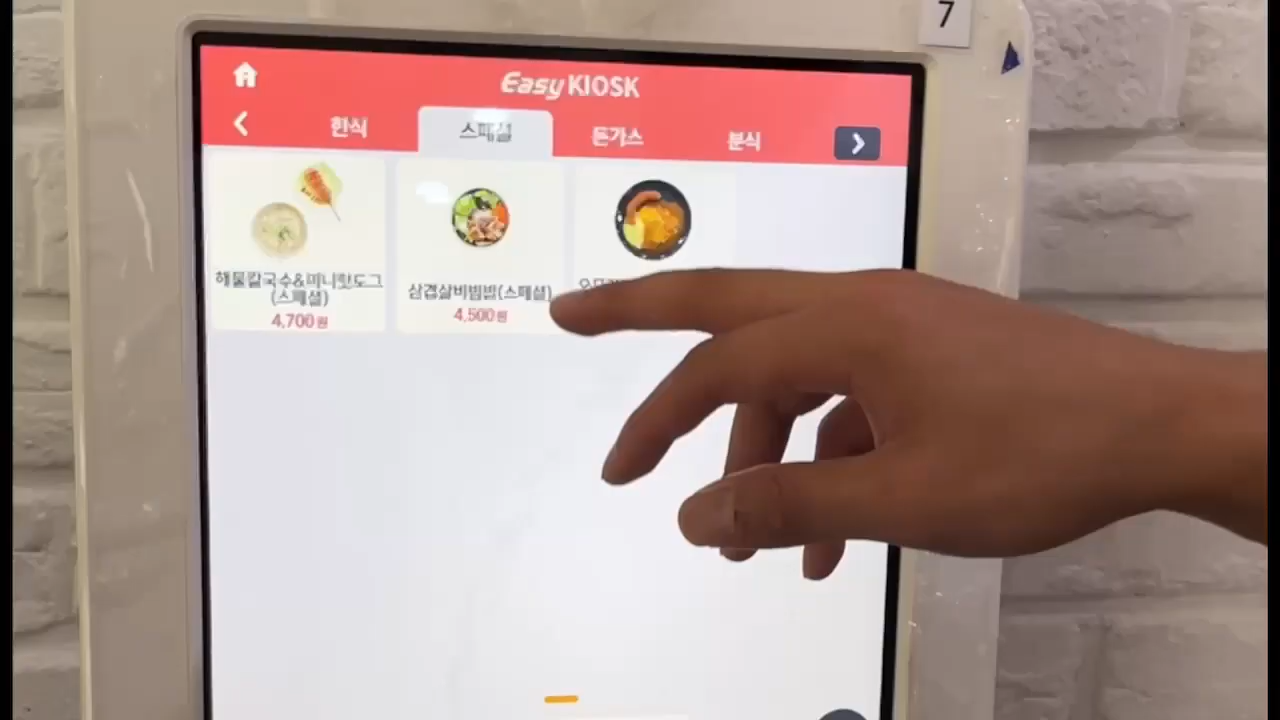 7
Easy KIOSK
한식 스페셜 돈가스 분식
해물칼국수&미니핫도그
(스페셜)
4,700원
삼겹살비빔밥(스페셜)
4,500원